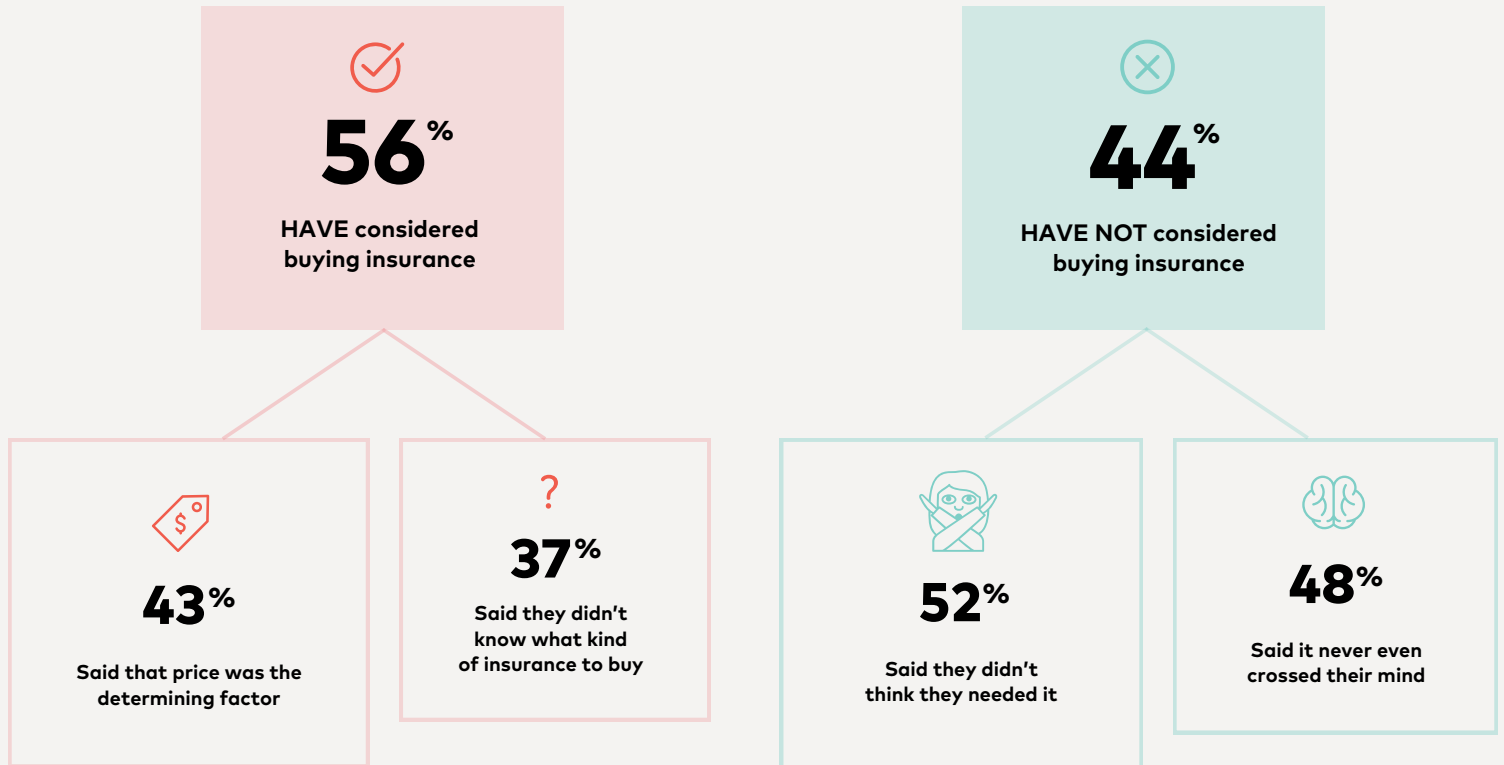 56%
HAVE considered
buying insurance
44%
HAVE NOT considered
buying insurance
$
43%
Said that price was the
determining factor
?
37%
Said they didn't
know what kind
of insurance to buy
52%
Said they didn't
think they needed it
48%
Said it never even
crossed their mind